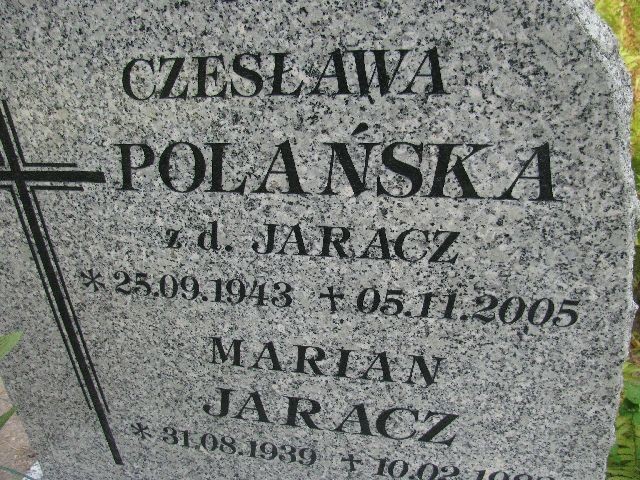 CZESŁAWA
POLAŃSKA
z d. JARACZ
* 25.09.1943 + 05.11.2005
MARIAN
JARACZ
* 31.08.1939 +